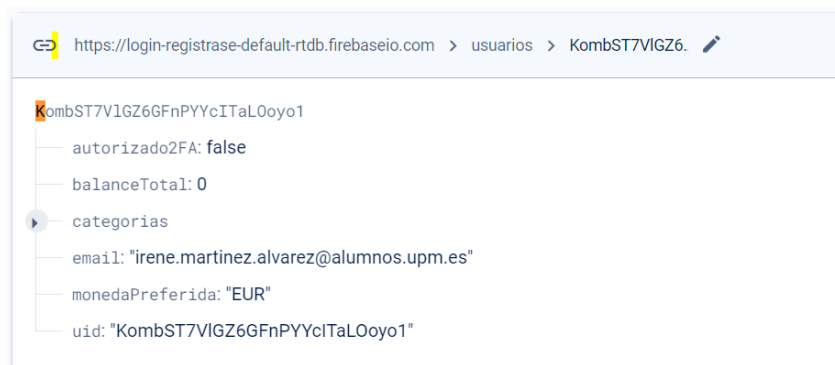 https://login-registrase-default-rtdb.firebaseio.com > usuarios > KombST7VlGZ6.
KombST7VlGZ6GFnPYYcITaLOoyo1
autorizado2FA: false
balanceTotal: 0
categorias
email: "irene.martinez.alvarez@alumnos.upm.es"
monedaPreferida: "EUR"
uid: "KombST7VlGZ6GFnPYYcITaLOoyo1"